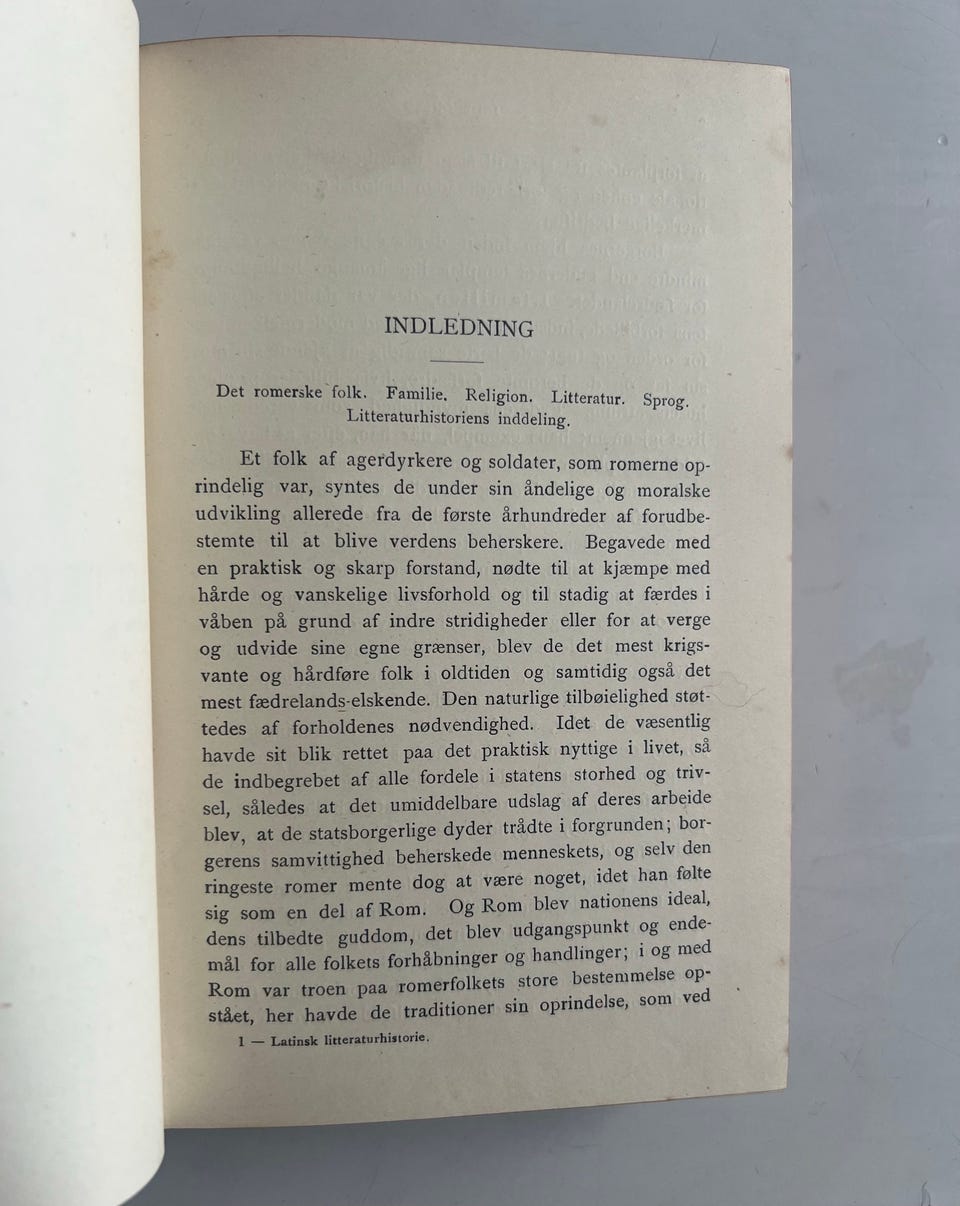 INDLEDNING
Det romerske folk. Familie. Religion. Litteratur. Sprog.
Litteraturhistoriens inddeling.
Et folk af agerdyrkere og soldater, som romerne op-
rindelig var, syntes de under sin åndelige og moralske
udvikling allerede fra de første århundreder af forudbe-
stemte til at blive verdens beherskere. Begavede med
en praktisk og skarp forstand, nødte til at kjæmpe med
hårde og vanskelige livsforhold og til stadig at færdes i
våben på grund af indre stridigheder eller for at verge
og udvide sine egne grænser, blev de det mest krigs-
vante og hårdføre folk i oldtiden og samtidig også det
mest fædrelands-elskende. Den naturlige tilbøielighed støt-
tedes af forholdenes nødvendighed. Idet de væsentlig
havde sit blik rettet paa det praktisk nyttige i livet, så
de indbegrebet af alle fordele i statens storhed og triv-
sel, således at det umiddelbare udslag af deres arbejde
blev, at de statsborgerlige dyder trådte i forgrunden; bor-
gerens samvittighed beherskede menneskets, og selv den
ringeste romer mente dog at være noget, idet han følte
sig som en del af Rom. Og Rom blev nationens ideal,
dens tilbedte guddom, det blev udgangspunkt og ende-
mål for alle folkets forhåbninger og handlinger; i og med
Rom var troen paa romerfolkets store bestemmelse op-
stået, her havde de traditioner sin oprindelse, som ved
1 — Latinsk litteraturhistorie.